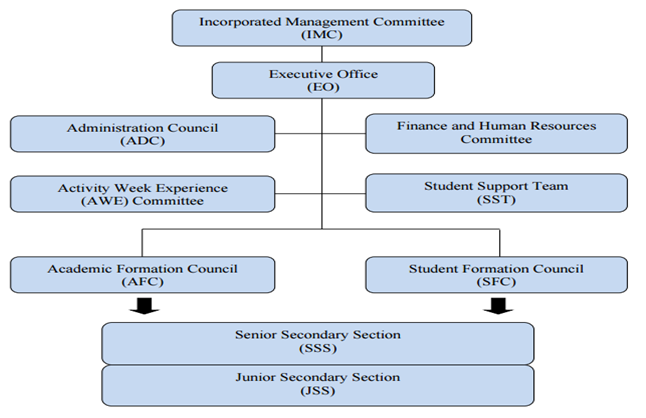 Incorporated Management Committee
(IMC)
Executive Office
(EO)
Administration Council
(ADC)
Finance and Human Resources
Committee
Activity Week Experience
(AWE) Committee
Student Support Team
(SST)
Academic Formation Council
(AFC)
Student Formation Council
(SFC)
Senior Secondary Section
(SSS)
Junior Secondary Section
(JSS)